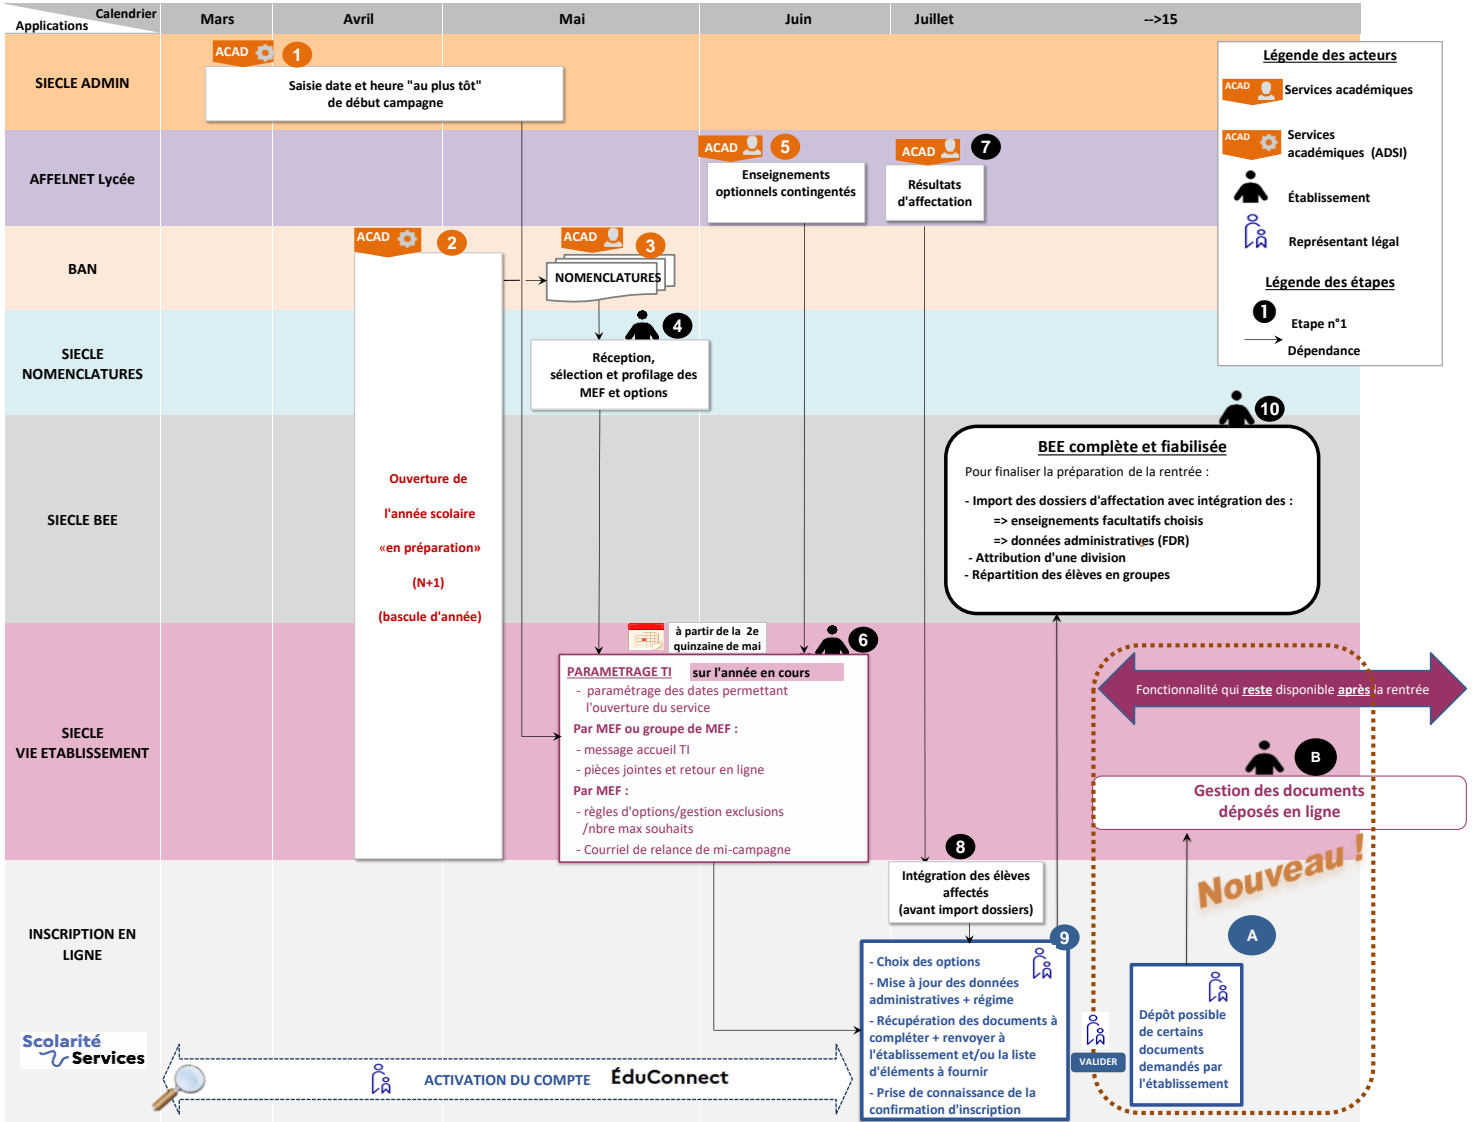 Calendrier
Applications
Mars
Avril
Mai
Juin
Juillet
-->15
SIECLE ADMIN
ACAD
1
Saisie date et heure "au plus tôt"
de début campagne
Légende des acteurs
ACAD
Services académiques
ACAD
Services
académiques (ADSI)
Établissement
Représentant légal
Légende des étapes
1
Etape n°1
Dépendance
AFFELNET Lycée
ACAD
5
Enseignements
optionnels contingentés
ACAD
7
Résultats
d'affectation
BAN
ACAD
2
ACAD
3
NOMENCLATURES
SIECLE
NOMENCLATURES
4
Réception,
sélection et profilage des
MEF et options
SIECLE BEE
Ouverture de
l'année scolaire
«en préparation»
(N+1)
(bascule d'année)
10
BEE complète et fiabilisée
Pour finaliser la préparation de la rentrée :
- Import des dossiers d'affectation avec intégration des :
=> enseignements facultatifs choisis
=> données administratives (FDR)
- Attribution d'une division
- Répartition des élèves en groupes
SIECLE
VIE ETABLISSEMENT
à partir de la 2e
quinzaine de mai
6
PARAMETRAGE TI sur l'année en cours
- paramétrage des dates permettant
l'ouverture du service
Par MEF ou groupe de MEF :
- message accueil TI
- pièces jointes et retour en ligne
Par MEF :
- règles d'options/gestion exclusions
/nbre max souhaits
- Courriel de relance de mi-campagne
Fonctionnalité qui reste disponible après la rentrée
B
Gestion des documents
déposés en ligne
Nouveau !
INSCRIPTION EN
LIGNE
8
Intégration des élèves
affectés
(avant import dossiers)
9
- Choix des options
- Mise à jour des données
administratives + régime
- Récupération des documents à
compléter + renvoyer à
l'établissement et/ou la liste
d'éléments à fournir
- Prise de connaissance de la
confirmation d'inscription
A
VALIDER
Dépôt possible
de certains
documents
demandés par
l'établissement
Scolarité
Services
ACTIVATION DU COMPTE ÉduConnect